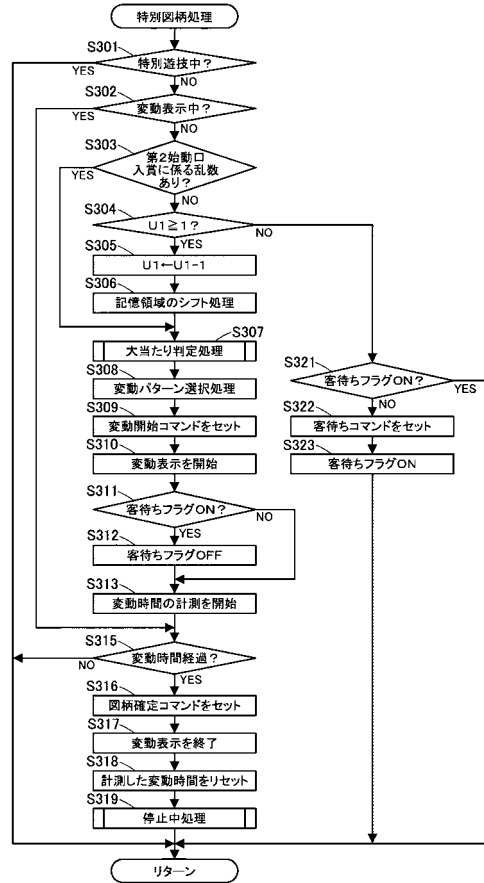 特別図柄処理
S301
特別遊技中？
YES
NO
S302
変動表示中？
YES
NO
S303
第2始動口
入賞に係る乱数
あり？
YES
NO
S304
U1≧1？
NO
YES
S305
U1←U1-1
S306
記憶領域のシフト処理
S307
大当たり判定処理
S308
変動パターン選択処理
S309
変動開始コマンドをセット
S310
変動表示を開始
S311
客待ちフラグON？
NO
YES
S312
客待ちフラグOFF
S313
変動時間の計測を開始
S315
変動時間経過？
NO
YES
S316
図柄確定コマンドをセット
S317
変動表示を終了
S318
計測した変動時間をリセット
S319
停止中処理
リターン
S321
客待ちフラグON？
YES
NO
S322
客待ちコマンドをセット
S323
客待ちフラグON